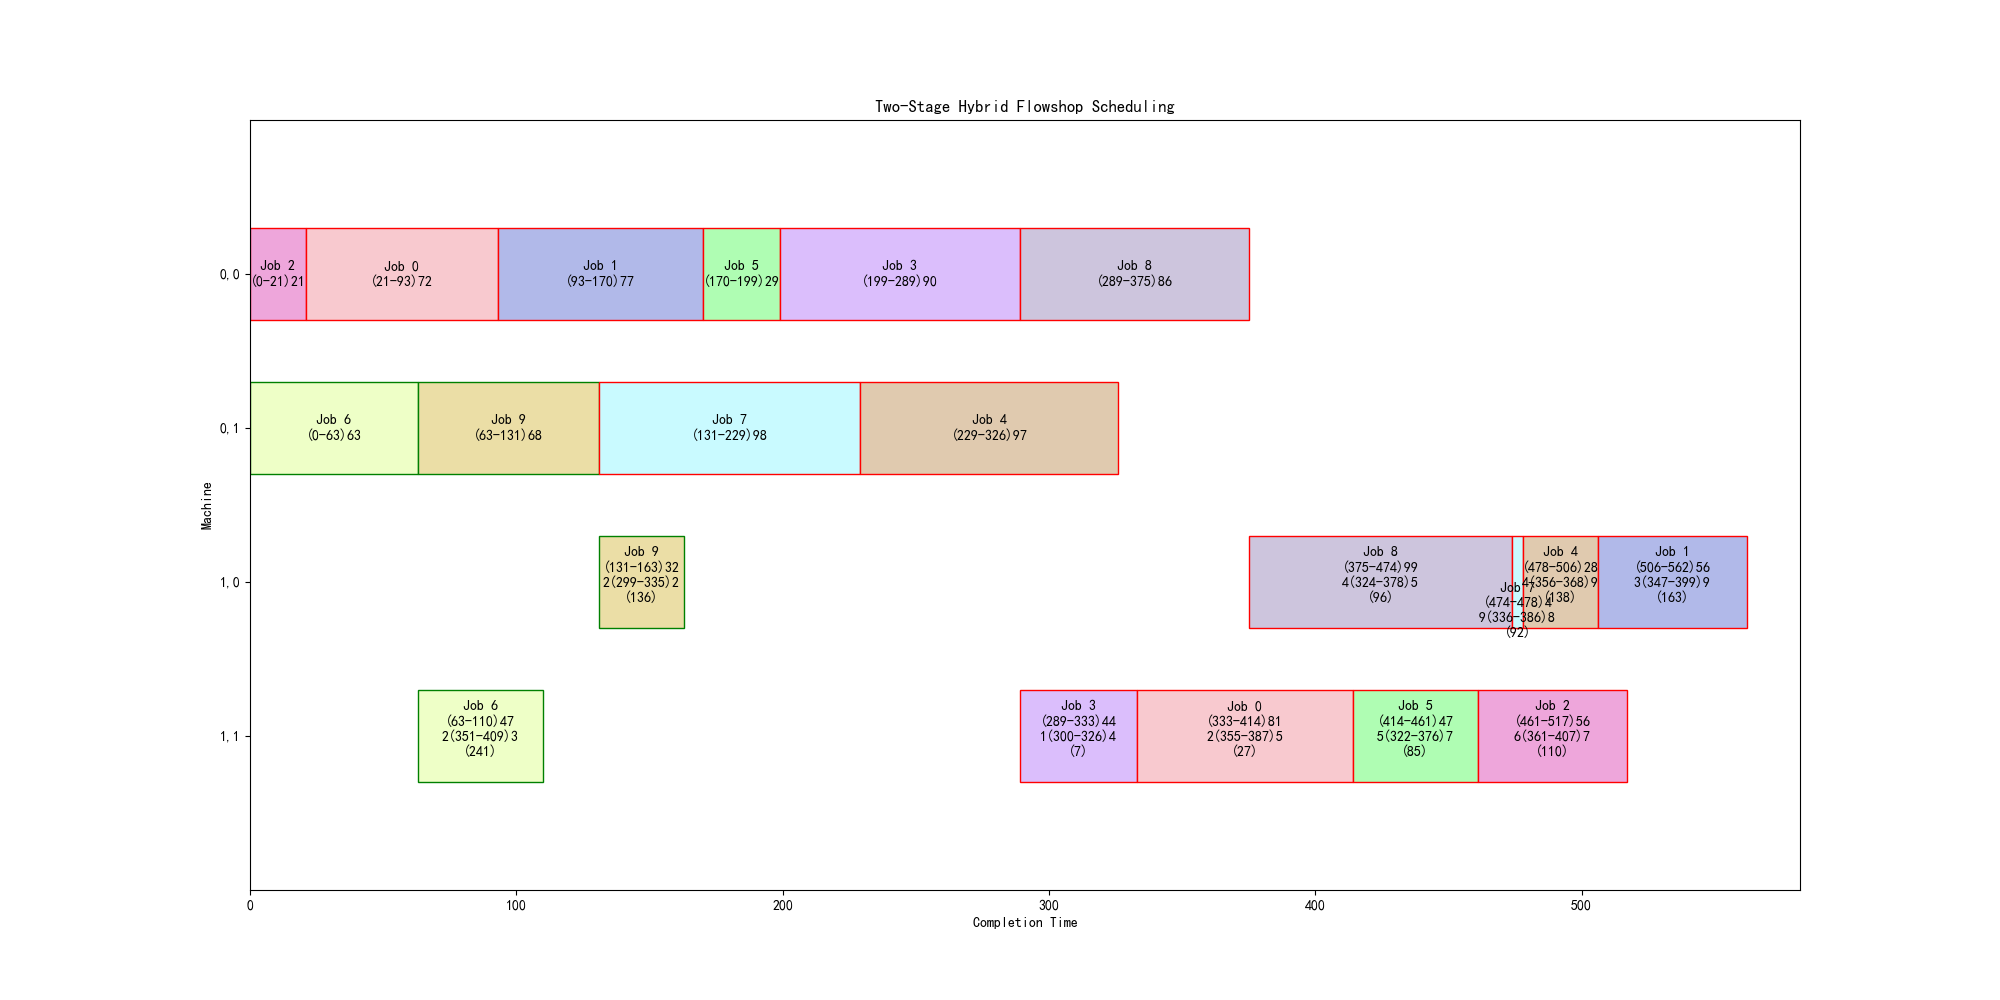 Two-Stage Hybrid Flowshop Scheduling
Machine
0,0
Job 2
(0-21)21
Job 0
(21-93)72
Job 1
(93-170)77
Job 5
(170-199)29
Job 3
(199-289)90
Job 8
(289-375)86
0,1
Job 6
(0-63)63
Job 9
(63-131)68
Job 7
(131-229)98
Job 4
(229-326)97
1,0
Job 9
(131-163)32
2(299-335)2
(136)
Job 8
(375-474)99
4(324-378)5
(96)
Job 7
(474-478)4
9(336-386)8
(92)
Job 4
(478-506)28
4(356-368)9
(138)
Job 1
(506-562)56
3(347-399)9
(163)
1,1
Job 6
(63-110)47
2(351-409)3
(241)
Job 3
(289-333)44
1(300-326)4
(7)
Job 0
(333-414)81
2(355-387)5
(27)
Job 5
(414-461)47
5(322-376)7
(85)
Job 2
(461-517)56
6(361-407)7
(110)
0
100
200
300
400
500
Completion Time